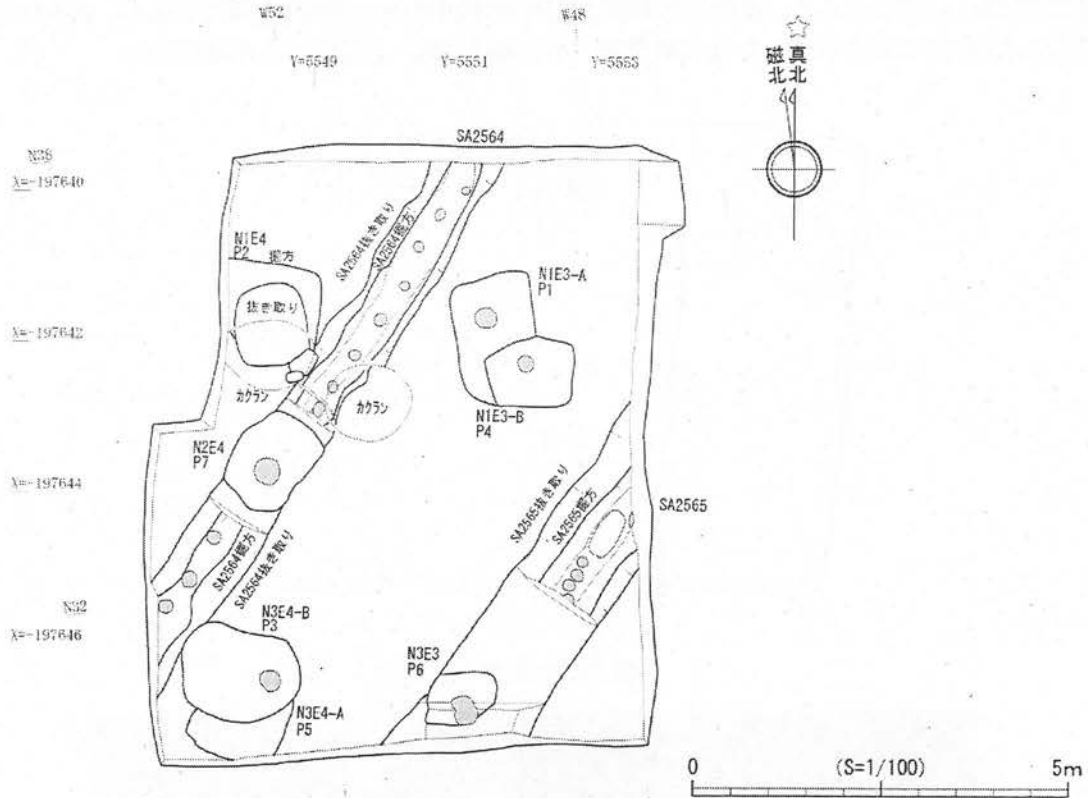 W52
W48
Y=5549
Y=5551
Y=5553
真北
磁北
SA2564
N38
X=-197640
N1E4
P2
掘方
抜き取り
SA2564抜き取り
SA2564掘方
N1E3-A
P1
X=-197642
カクラン
カクラン
N1E3-B
P4
N2E4
P7
X=-197644
SA2565抜き取り
SA2565掘方
SA2565
SA2564掘方
SA2564抜き取り
N32
X=-197646
N3E4-B
P3
N3E3
P6
N3E4-A
P5
0
(S=1/100)
5m